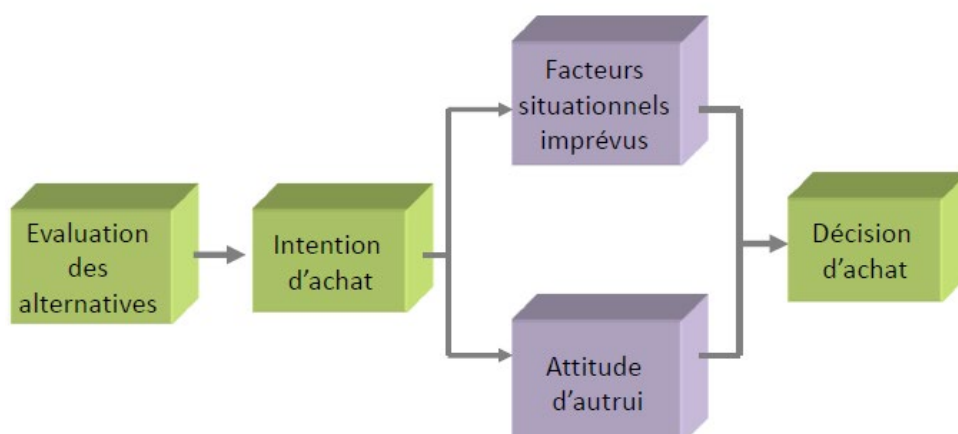 Evaluation
des
alternatives
Intention
d’achat
Facteurs
situationnels
imprévus
Attitude
d’autrui
Décision
d’achat